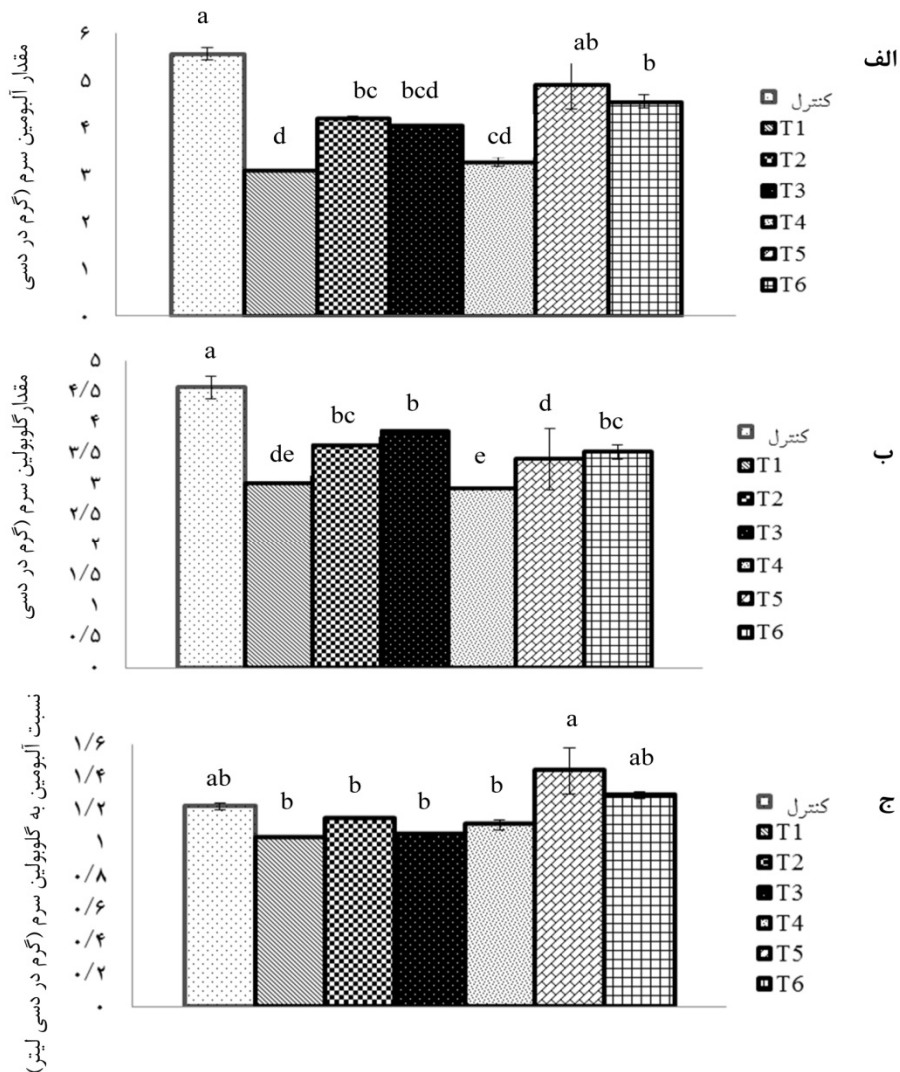 الف
مقدار آلبومین سرم (گرم در دسی
۶
۵
۴
۳
۲
۱
۰
a
d
bc
bcd
cd
ab
b
کنترل
T1
T2
T3
T4
T5
T6
ب
مقدارگلوبولین سرم (گرم در دسی
۵
۴/۵
۴
۳/۵
۳
۲/۵
۲
۱/۵
۱
۰/۵
۰
a
de
bc
b
e
d
bc
کنترل
T1
T2
T3
T4
T5
T6
ج
نسبت آلبومین به گلوبولین سرم (گرم در دسی لیتر)
۱/۶
۱/۴
۱/۲
۱
۰/۸
۰/۶
۰/۴
۰/۲
۰
ab
b
b
b
b
a
ab
کنترل
T1
T2
T3
T4
T5
T6